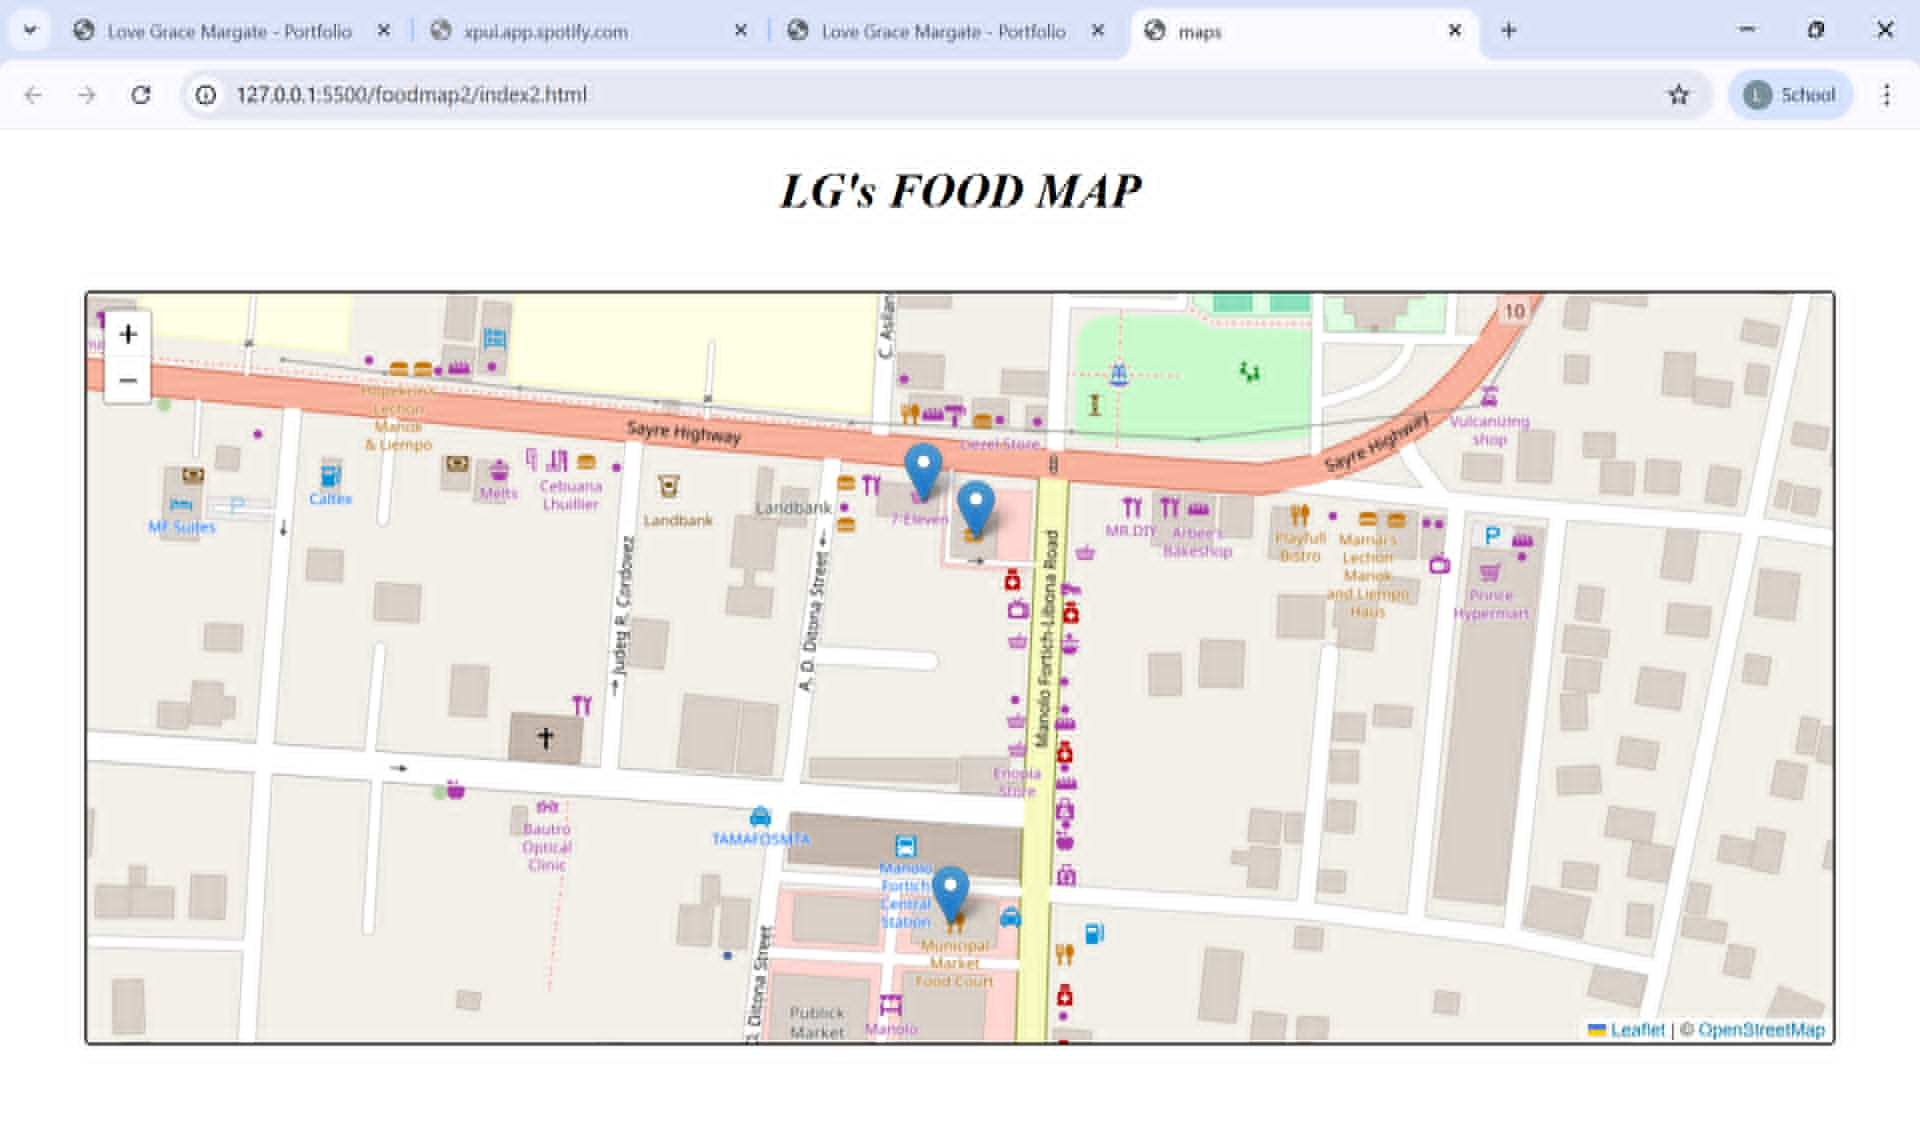 Love Grace Margate - Portfolio
xpui.app.spotify.com
Love Grace Margate - Portfolio
maps
127.0.0.1:5500/foodmap2/index2.html
L
School
LG's FOOD MAP
+
−
10
C. Asilan
Lechon
Manok
& Liempo
Sayre Highway
Dezel Store
Sayre Highway
Vulcanizing
shop
MF Suites
P
Caltex
Melts
Cebuana
Lhuillier
Landbank
Landbank
7-Eleven
MR.DIY
Arbee's
Bakeshop
Playfull
Bistro
Mama's
Lechon
Manok
and Liempo
Haus
P
Prince
Hypermart
Judey R. Cordovez
A. D. Ditona Street
Manolo Fortich-Libona Road
Enopia
Store
Bautro
Optical
Clinic
TAMAFOSMTA
Manolo
Fortich
Central
Station
Municipal
Market
Food Court
Ditona Street
Publick
Market
Manolo
Leaflet | © OpenStreetMap